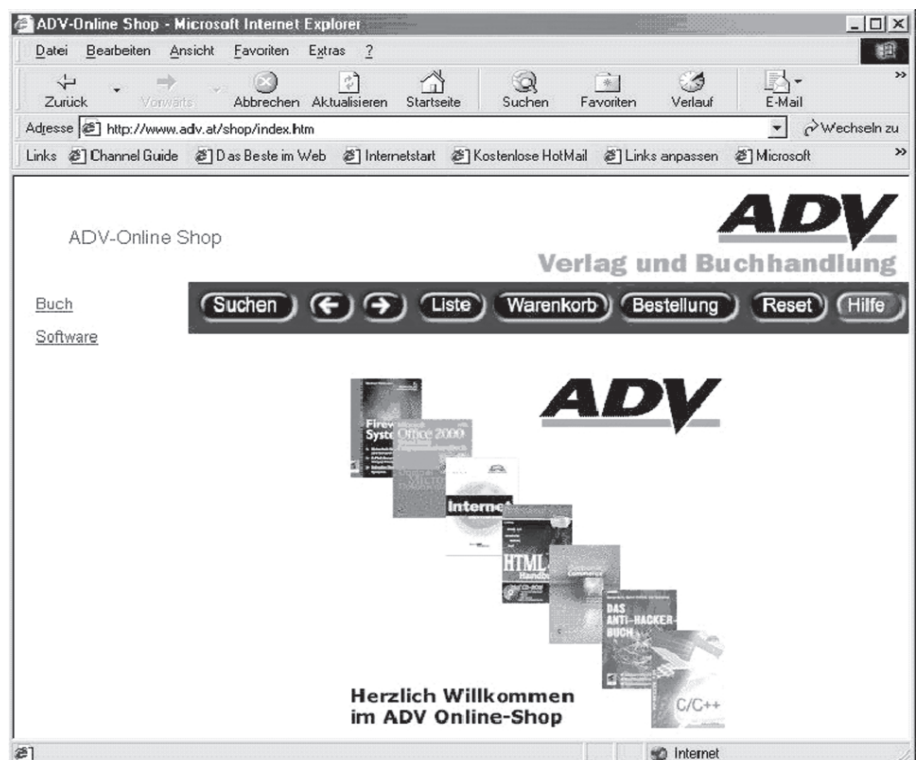 ADV-Online Shop - Microsoft Internet Explorer
Datei Bearbeiten Ansicht Favoriten Extras ?
Zurück Vorwärts Abbrechen Aktualisieren Startseite Suchen Favoriten Verlauf E-Mail »
Adresse http://www.adv.at/shop/index.htm Wechseln zu
Links Channel Guide Das Beste im Web Internetstart Kostenlose HotMail Links anpassen Microsoft »
ADV
ADV-Online Shop
Verlag und Buchhandlung
Buch
Suchen Liste Warenkorb Bestellung Reset Hilfe
Software
ADV
Office 2000
internet
HTML
DAS
ANTI-HACKER-
BUCH
C/C++
Herzlich Willkommen
im ADV Online-Shop
Internet